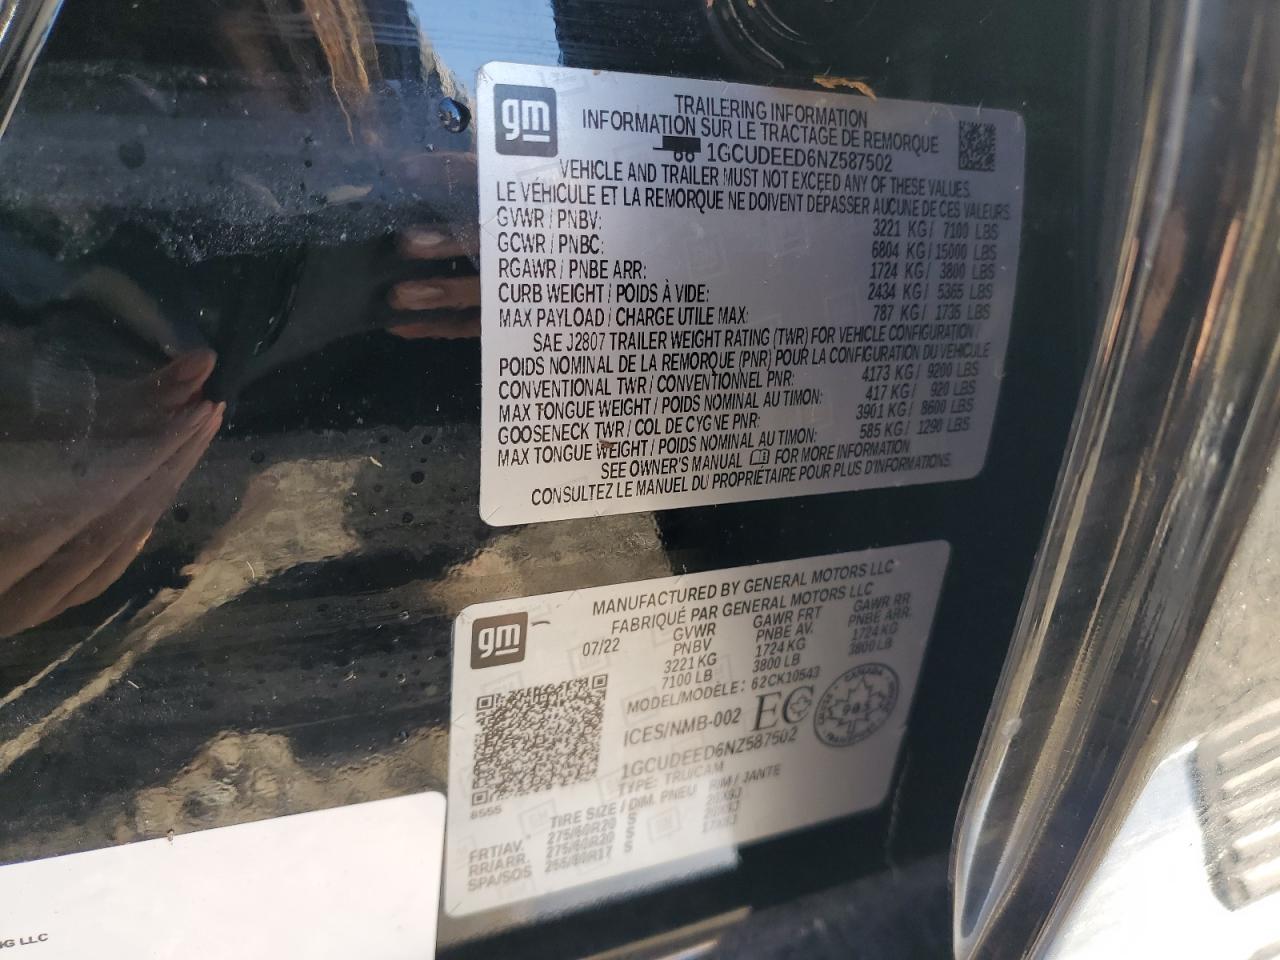 gm
TRAILERING INFORMATION
INFORMATION SUR LE TRACTAGE DE REMORQUE
1GCUDEED6NZ587502
VEHICLE AND TRAILER MUST NOT EXCEED ANY OF THESE VALUES.
LE VÉHICULE ET LA REMORQUE NE DOIVENT DÉPASSER AUCUNE DE CES VALEURS.
GVWR / PNBV: 3221 KG / 7100 LBS
GCWR / PNBC: 6804 KG / 15000 LBS
RGAWR / PNBE ARR: 1724 KG / 3800 LBS
CURB WEIGHT / POIDS À VIDE: 2434 KG / 5365 LBS
MAX PAYLOAD / CHARGE UTILE MAX: 787 KG / 1735 LBS
SAE J2807 TRAILER WEIGHT RATING (TWR) FOR VEHICLE CONFIGURATION /
POIDS NOMINAL DE LA REMORQUE (PNR) POUR LA CONFIGURATION DU VÉHICULE
CONVENTIONAL TWR / CONVENTIONNEL PNR: 4173 KG / 9200 LBS
MAX TONGUE WEIGHT / POIDS NOMINAL AU TIMON: 417 KG / 920 LBS
GOOSENECK TWR / COL DE CYGNE PNR: 3901 KG / 8600 LBS
MAX TONGUE WEIGHT / POIDS NOMINAL AU TIMON: 585 KG / 1290 LBS
SEE OWNER'S MANUAL FOR MORE INFORMATION
CONSULTEZ LE MANUEL DU PROPRIÉTAIRE POUR PLUS D'INFORMATIONS.
gm
MANUFACTURED BY GENERAL MOTORS LLC
FABRIQUÉ PAR GENERAL MOTORS LLC
07/22 GVWR GAWR FRT GAWR RR
PNBV PNBE AV. PNBE ARR.
3221 KG 1724 KG 1724 KG
7100 LB 3800 LB 3800 LB
MODEL/MODÈLE: 62CK10543
ICES/NMB-002 EC
CANADA
1GCUDEED6NZ587502
TYPE: TRU/CAM
8555
TIRE SIZE / DIM. PNEU RIM / JANTE
FRT/AV. 275/60R20 S 20X9J
RR/ARR. 275/60R20 S 20X9J
SPA/SOS 265/80R17 S 17X8J
NG LLC